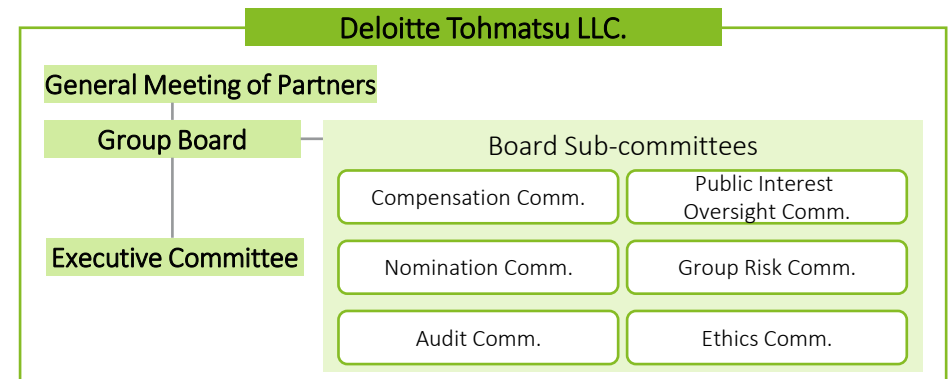 Deloitte Tohmatsu LLC.
General Meeting of Partners
Group Board
Executive Committee
Board Sub-committees
Compensation Comm.
Public Interest
Oversight Comm.
Nomination Comm.
Group Risk Comm.
Audit Comm.
Ethics Comm.